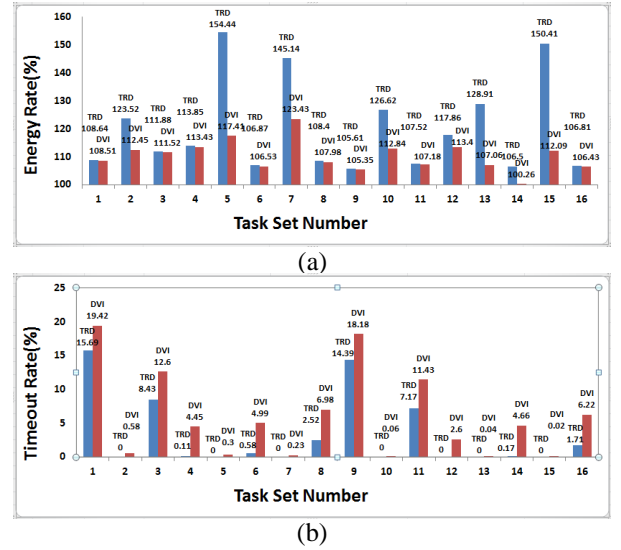 Energy Rate(%)
160
150
140
130
120
110
100
TRD 108.64
DVI 108.51
TRD 123.52
DVI 112.45
TRD 111.88
DVI 111.52
TRD 113.85
DVI 113.43
TRD 154.44
DVI 117.41
TRD 106.87
DVI 106.53
TRD 145.14
DVI 123.43
TRD 108.4
DVI 107.98
TRD 105.61
DVI 105.35
TRD 126.62
DVI 112.84
TRD 107.52
DVI 107.18
TRD 117.86
DVI 113.4
TRD 128.91
DVI 107.06
TRD 106.5
DVI 100.26
TRD 150.41
DVI 112.09
TRD 106.81
DVI 106.43
1 2 3 4 5 6 7 8 9 10 11 12 13 14 15 16
Task Set Number
(a)
Timeout Rate(%)
25
20
15
10
5
0
TRD 15.69
DVI 19.42
TRD 0
DVI 0.58
TRD 8.43
DVI 12.6
TRD 0.11
DVI 4.45
TRD 0
DVI 0.3
TRD 0.58
DVI 4.99
TRD 0
DVI 0.23
TRD 2.52
DVI 6.98
TRD 14.39
DVI 18.18
TRD 0
DVI 0.06
TRD 7.17
DVI 11.43
TRD 0
DVI 2.6
TRD 0
DVI 0.04
TRD 0.17
DVI 4.66
TRD 0
DVI 0.02
TRD 1.71
DVI 6.22
1 2 3 4 5 6 7 8 9 10 11 12 13 14 15 16
Task Set Number
(b)